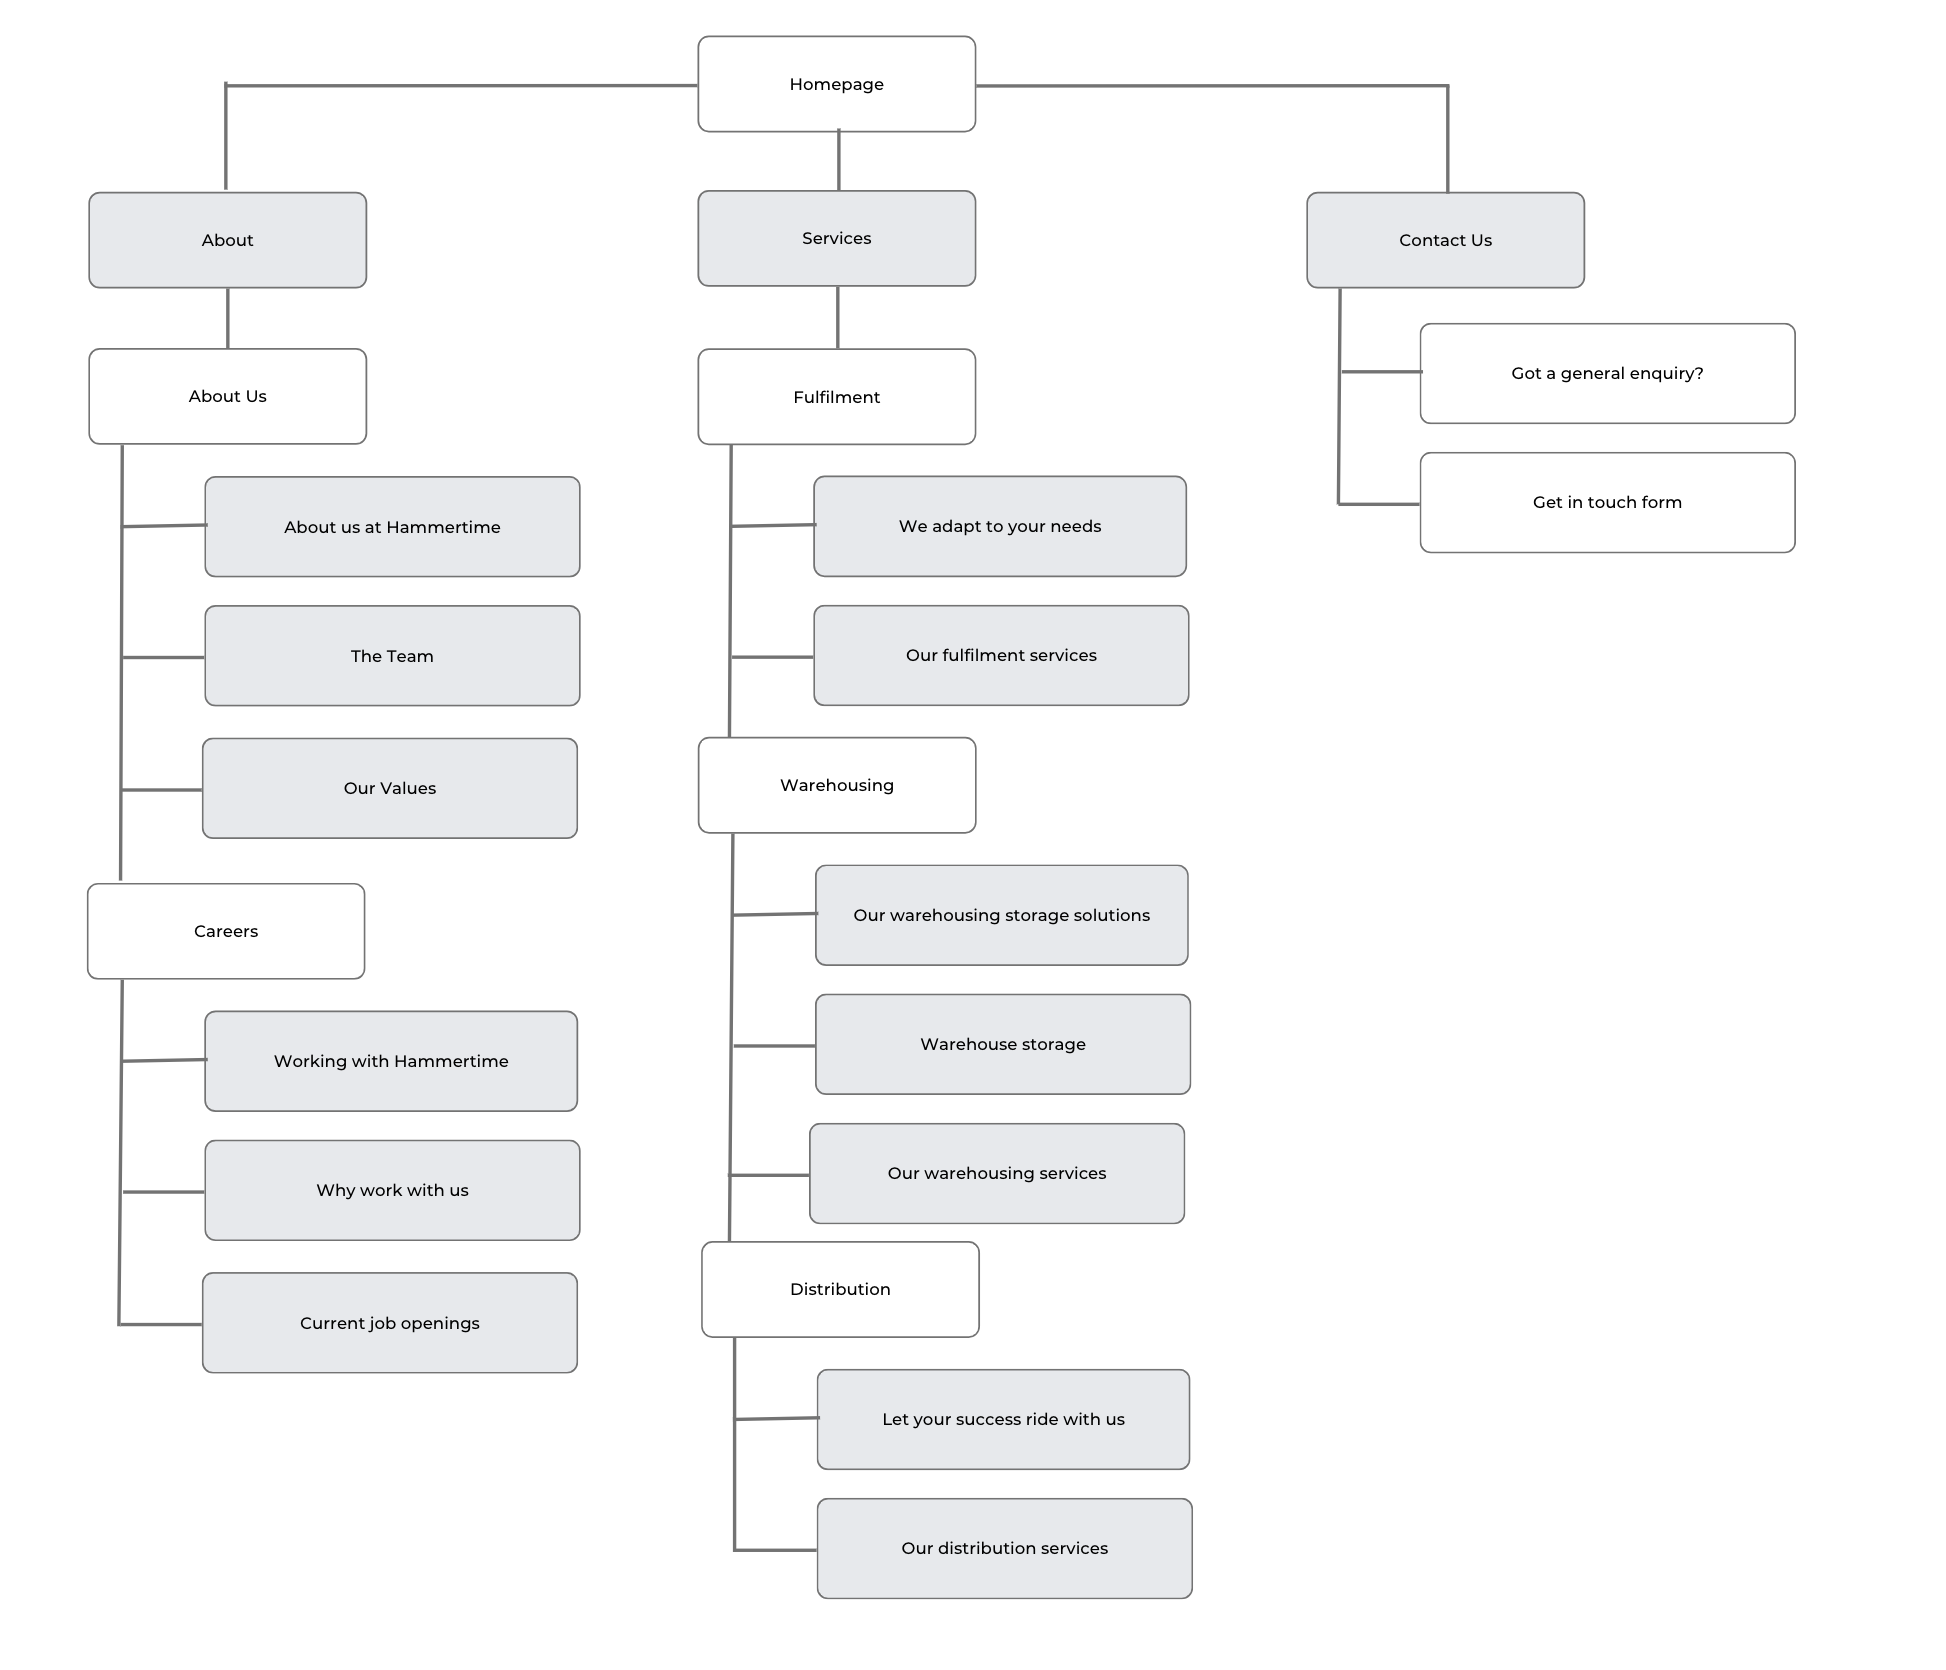 Homepage
About
Services
Contact Us
About Us
About us at Hammertime
The Team
Our Values
Careers
Working with Hammertime
Why work with us
Current job openings
Fulfilment
We adapt to your needs
Our fulfilment services
Warehousing
Our warehousing storage solutions
Warehouse storage
Our warehousing services
Distribution
Let your success ride with us
Our distribution services
Got a general enquiry?
Get in touch form